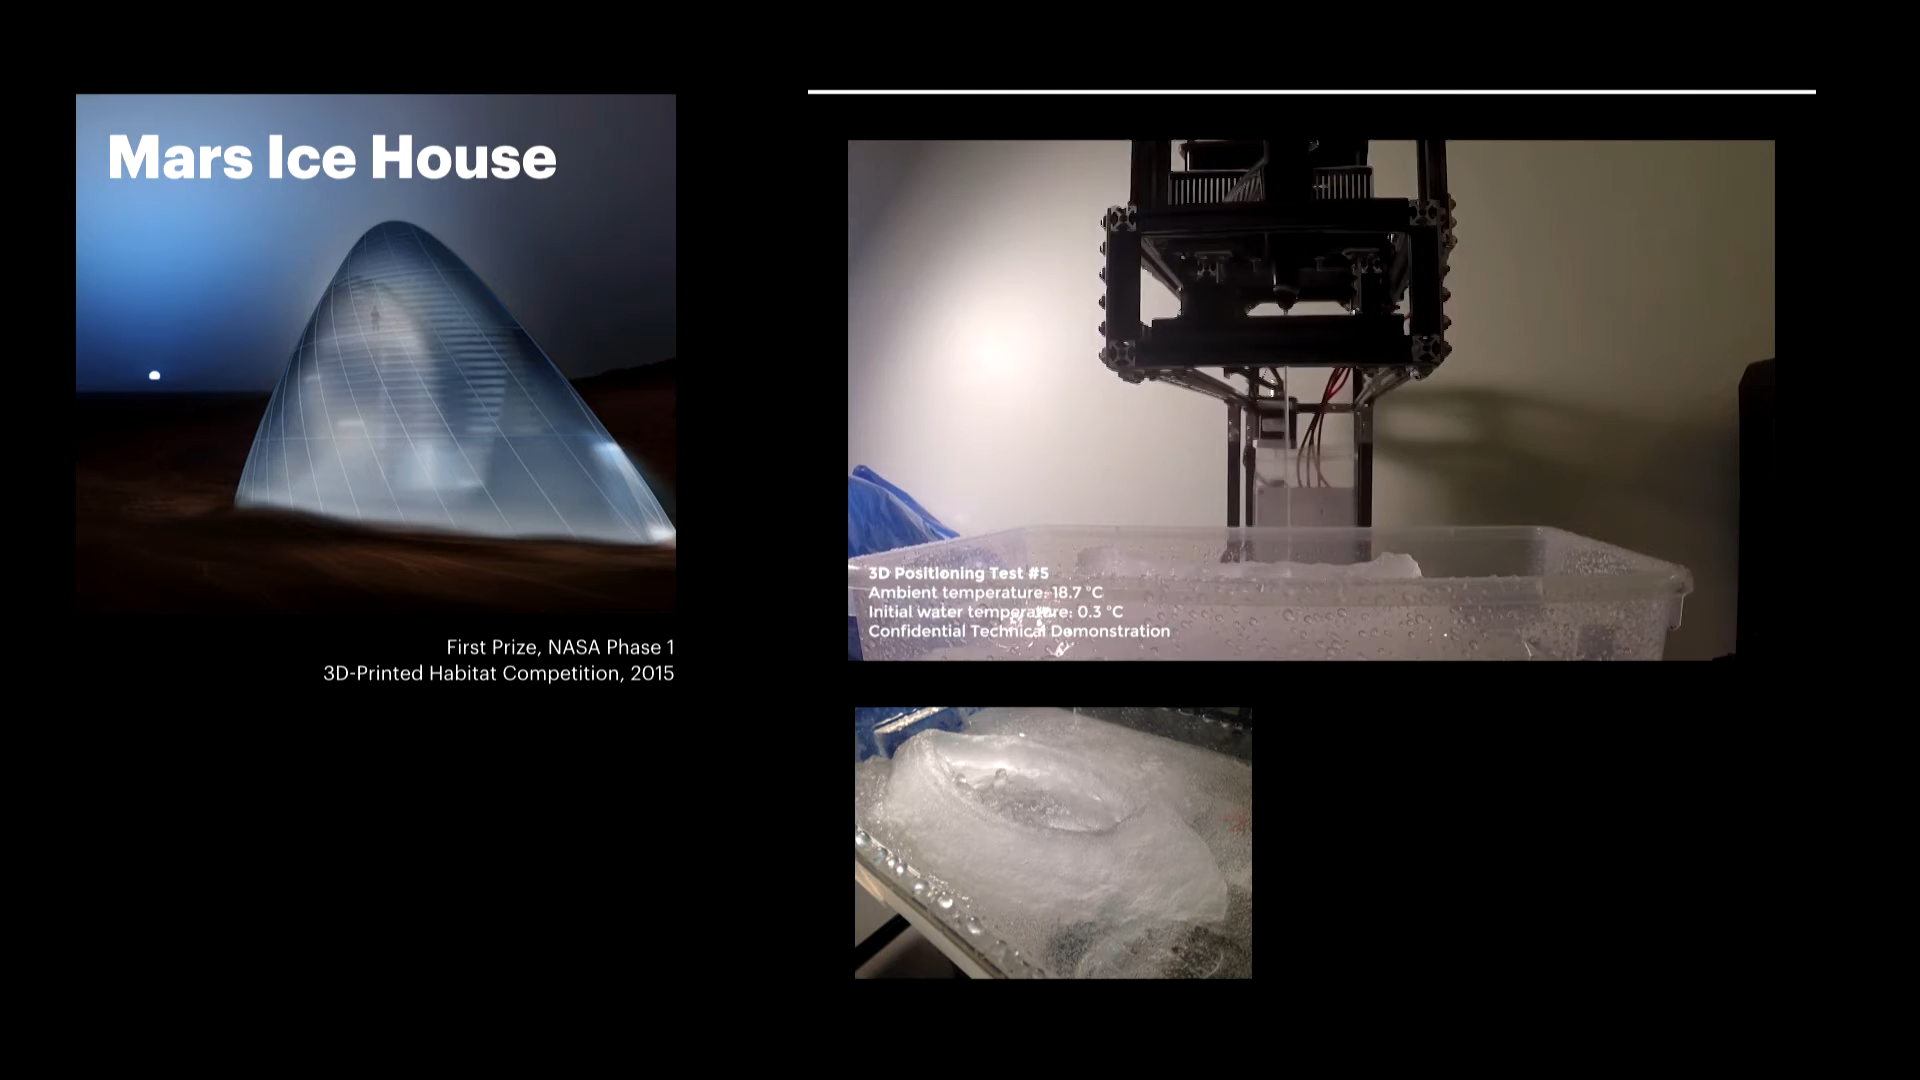 Mars Ice House
First Prize, NASA Phase 1
3D-Printed Habitat Competition, 2015
3D Positioning Test #5
Ambient temperature: 18.7 °C
Initial water temperature: 0.3 °C
Confidential Technical Demonstration